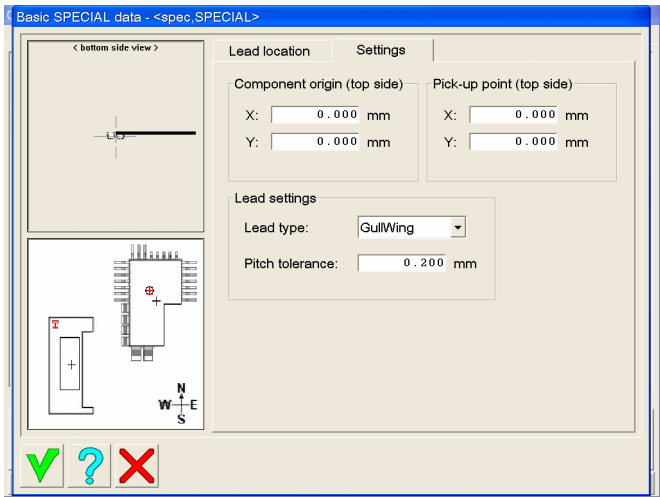 Basic SPECIAL data - <spec,SPECIAL>
< bottom side view >
Lead location
Settings
Component origin (top side)
X: 0.000 mm
Y: 0.000 mm
Pick-up point (top side)
X: 0.000 mm
Y: 0.000 mm
Lead settings
Lead type: GullWing
Pitch tolerance: 0.200 mm
T
N
W E
S
?